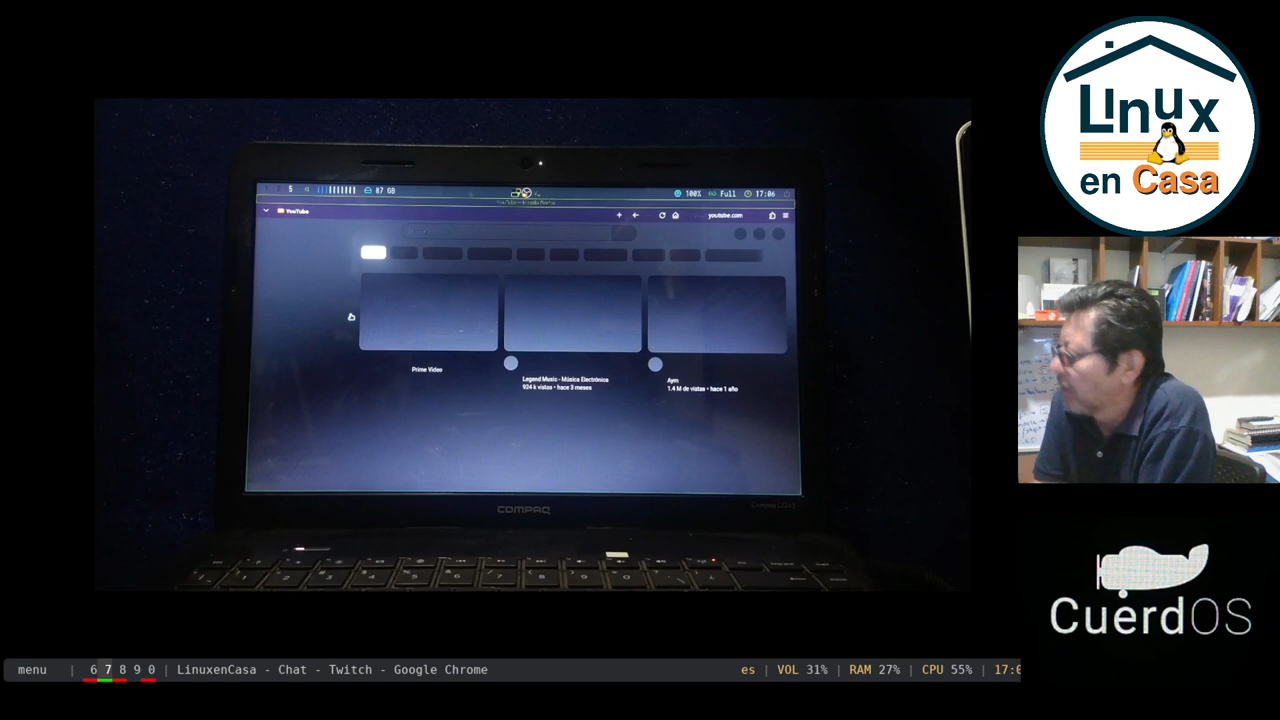 5
87 GB
100%
Full
17:06
YouTube
youtube.com
Prime Video
Legend Music - Música Electrónica
924 k vistas • hace 3 meses
Aym
1.4 M de vistas • hace 1 año
COMPAQ
Linux
en Casa
CuerdOS
menu | 6 7 8 9 0 | LinuxenCasa - Chat - Twitch - Google Chrome
es | VOL 31% | RAM 27% | CPU 55% | 17:0